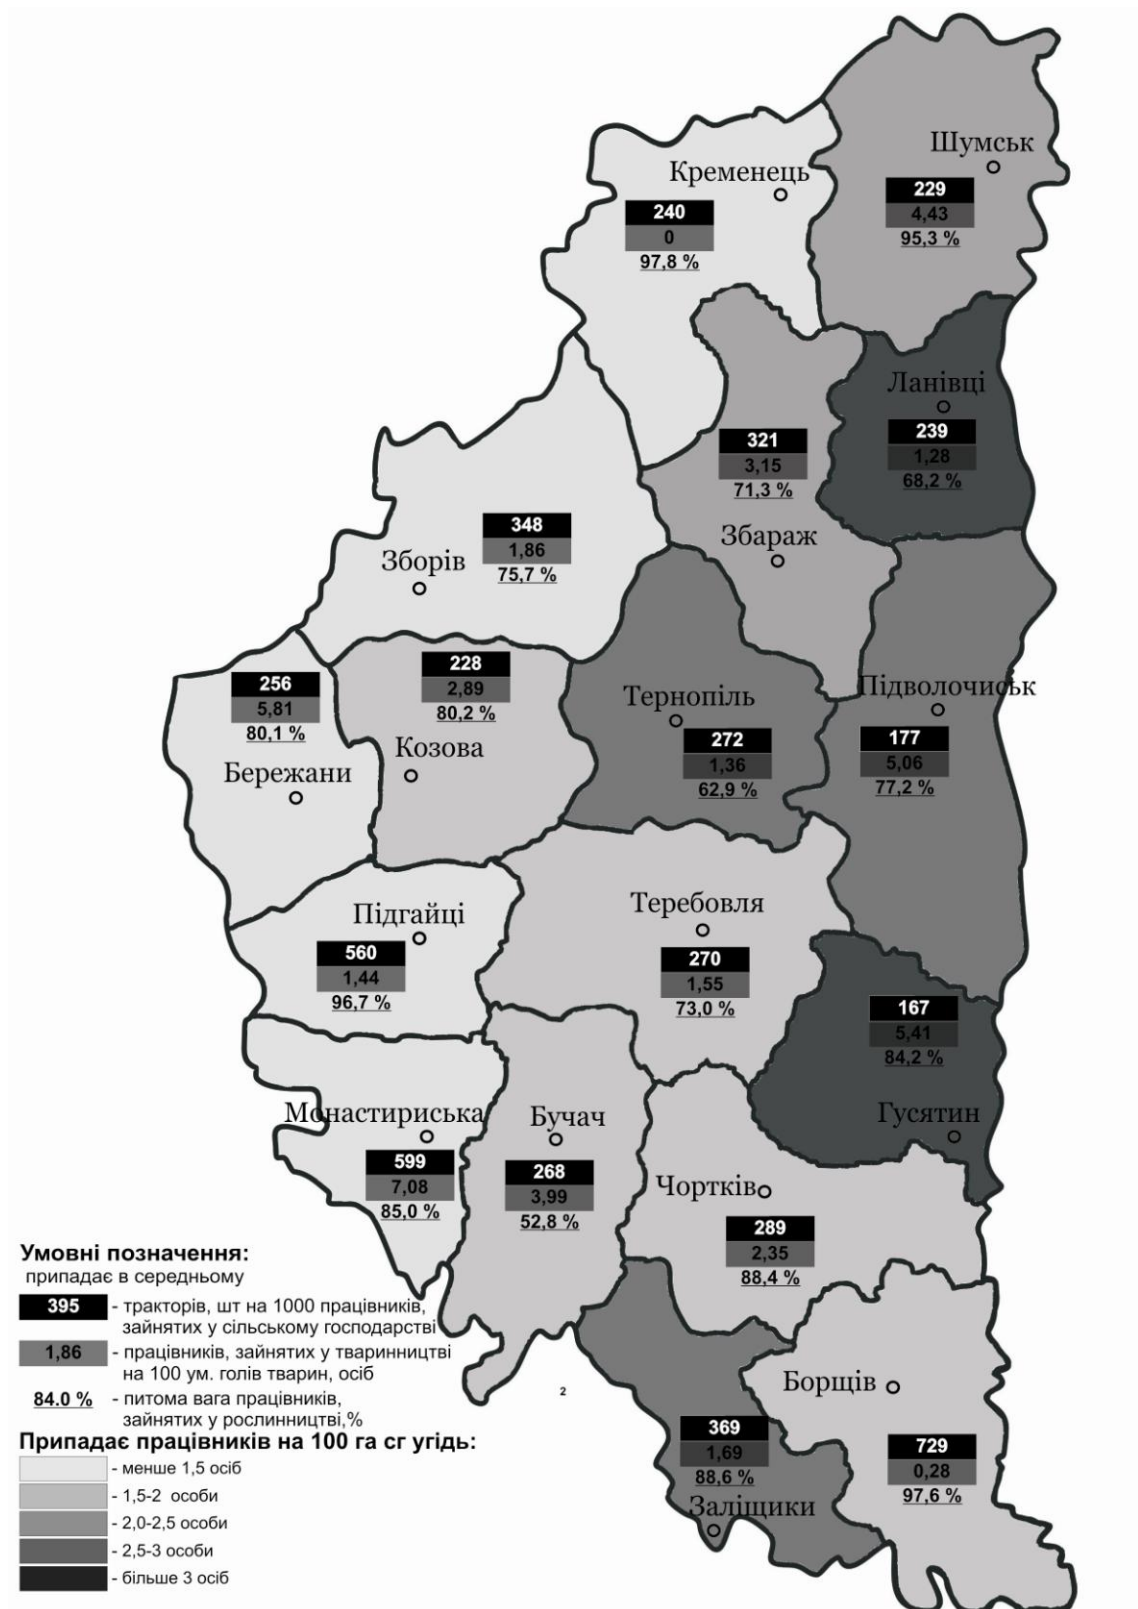 Шумськ
229
4,43
95,3 %
Кременець
240
0
97,8 %
Ланівці
239
1,28
68,2 %
321
3,15
71,3 %
Збараж
348
1,86
75,7 %
Зборів
256
5,81
80,1 %
Бережани
228
2,89
80,2 %
Козова
Тернопіль
272
1,36
62,9 %
Підволочиськ
177
5,06
77,2 %
Підгайці
560
1,44
96,7 %
Теребовля
270
1,55
73,0 %
167
5,41
84,2 %
Гусятин
Монастириська
599
7,08
85,0 %
Бучач
268
3,99
52,8 %
Чортків
289
2,35
88,4 %
Борщів
729
0,28
97,6 %
369
1,69
88,6 %
Заліщики
2
Умовні позначення:
припадає в середньому
395 - тракторів, шт на 1000 працівників,
зайнятих у сільському господарстві
1,86 - працівників, зайнятих у тваринництві
на 100 ум. голів тварин, осіб
84.0 % - питома вага працівників,
зайнятих у рослинництві,%
Припадає працівників на 100 га сг угідь:
- менше 1,5 осіб
- 1,5-2 особи
- 2,0-2,5 особи
- 2,5-3 особи
- більше 3 осіб